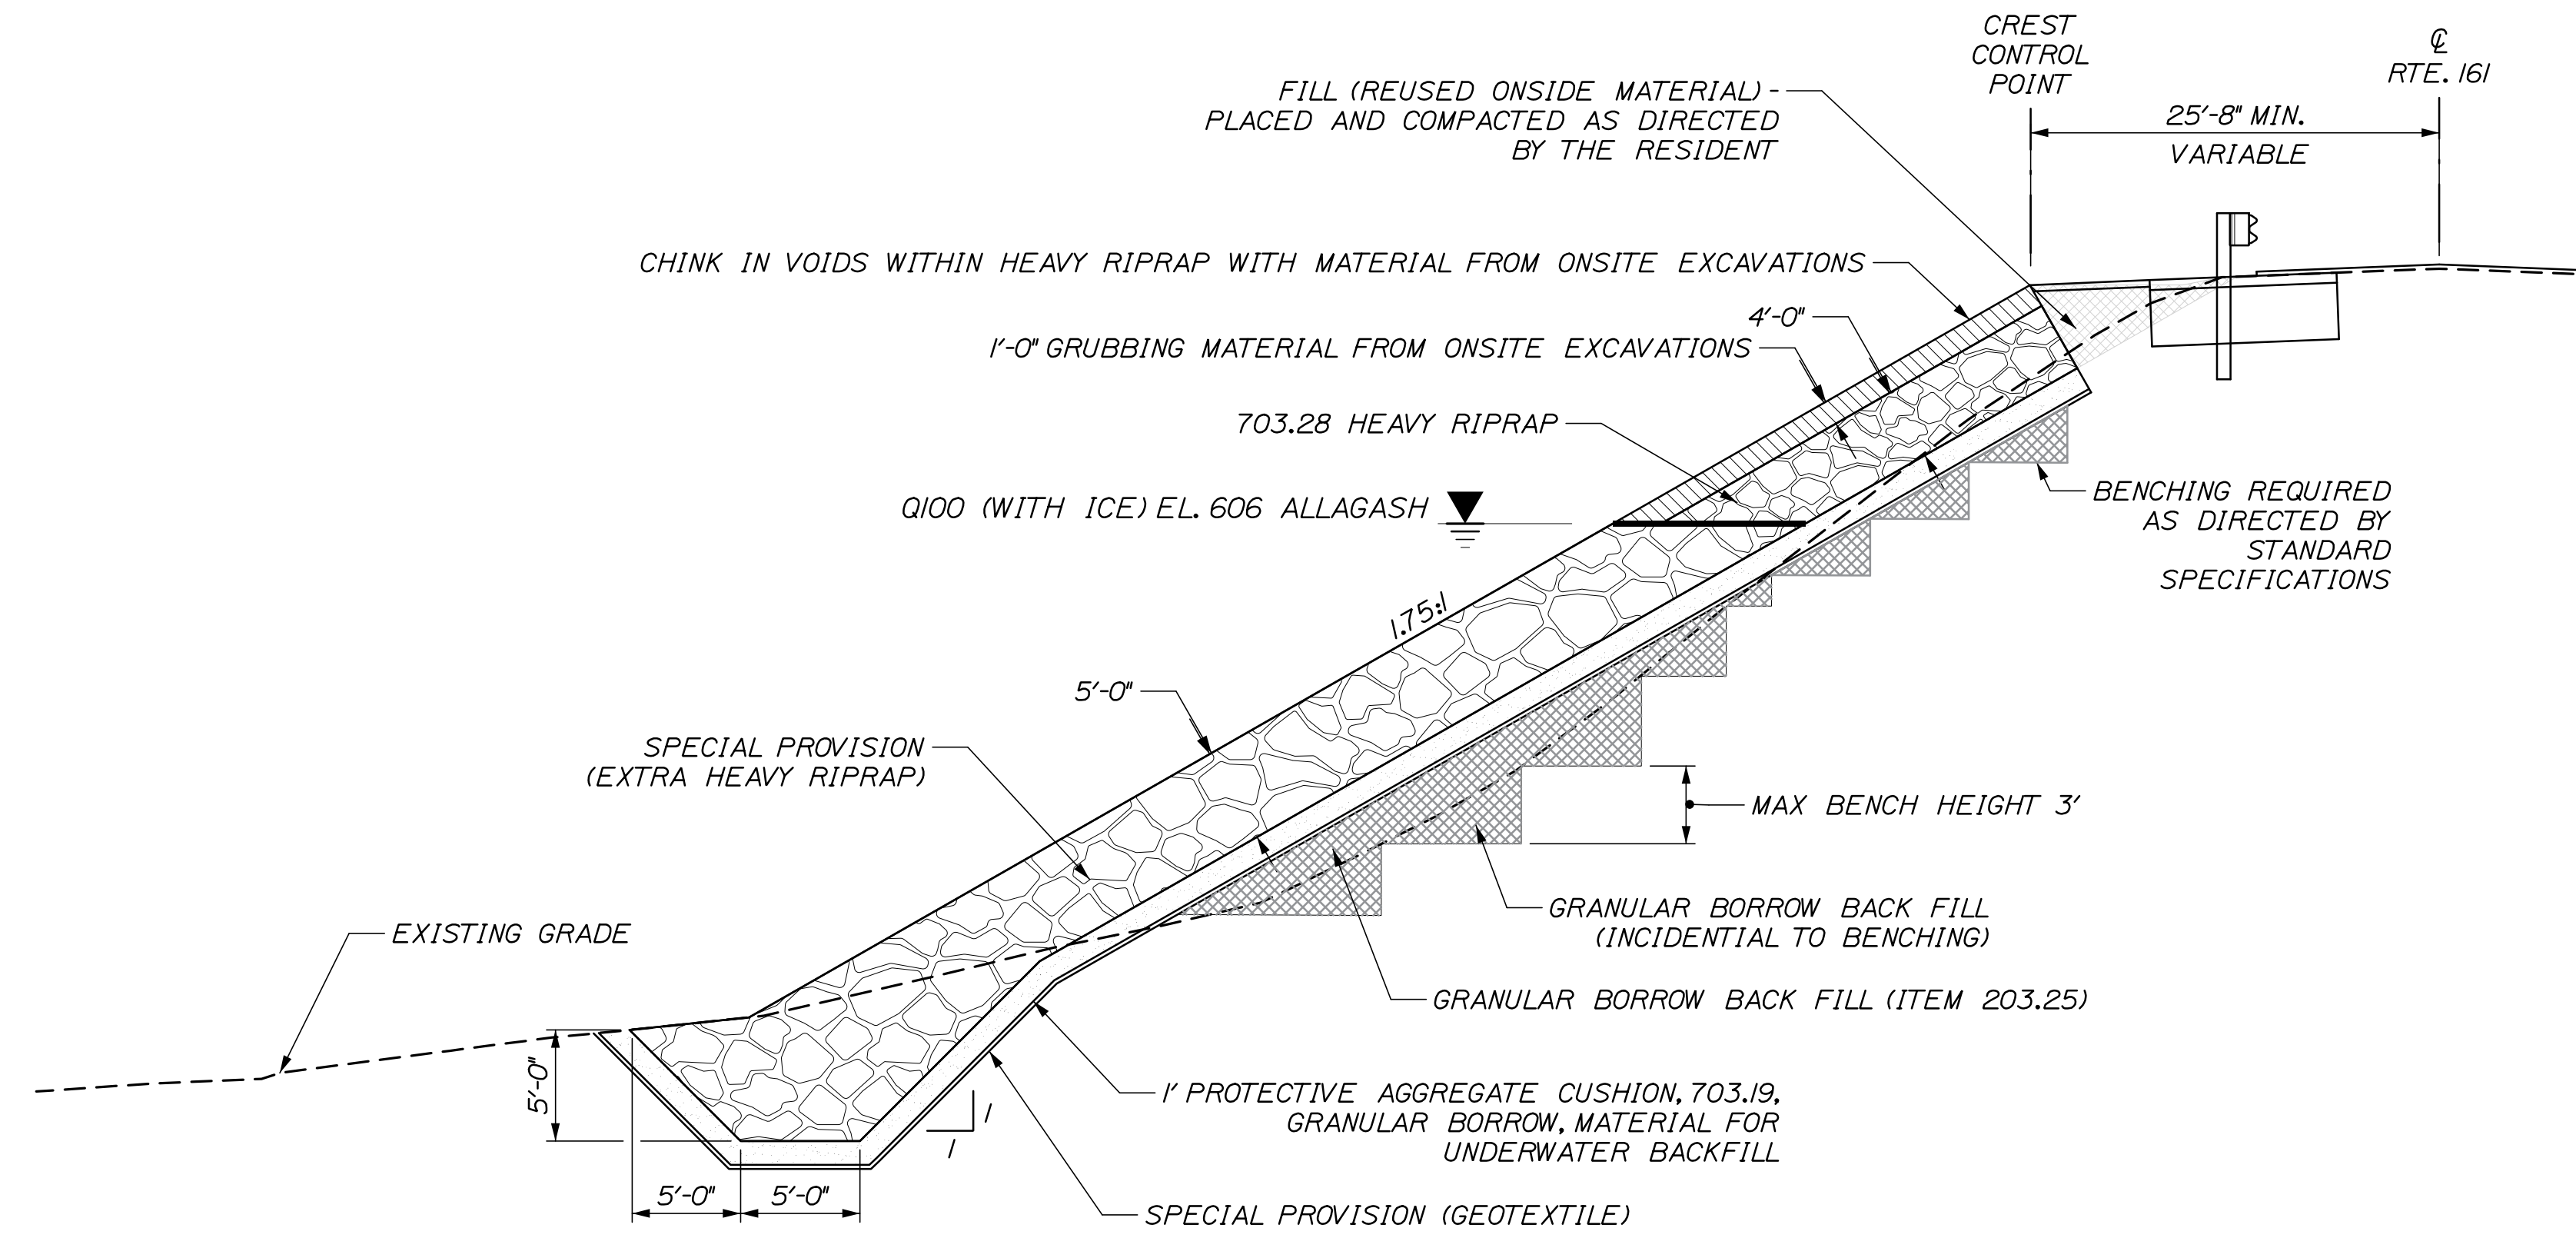 CREST
CONTROL
POINT
℄
RTE. 161
25'-8" MIN.
VARIABLE
FILL (REUSED ONSIDE MATERIAL) -
PLACED AND COMPACTED AS DIRECTED
BY THE RESIDENT
CHINK IN VOIDS WITHIN HEAVY RIPRAP WITH MATERIAL FROM ONSITE EXCAVATIONS
4'-0"
1'-0" GRUBBING MATERIAL FROM ONSITE EXCAVATIONS
703.28 HEAVY RIPRAP
Q100 (WITH ICE) EL. 606 ALLAGASH
BENCHING REQUIRED
AS DIRECTED BY
STANDARD
SPECIFICATIONS
1.75:1
5'-0"
SPECIAL PROVISION
(EXTRA HEAVY RIPRAP)
MAX BENCH HEIGHT 3'
GRANULAR BORROW BACK FILL
(INCIDENTIAL TO BENCHING)
EXISTING GRADE
GRANULAR BORROW BACK FILL (ITEM 203.25)
5'-0"
1' PROTECTIVE AGGREGATE CUSHION, 703.19,
GRANULAR BORROW, MATERIAL FOR
UNDERWATER BACKFILL
1
1
5'-0"
5'-0"
SPECIAL PROVISION (GEOTEXTILE)